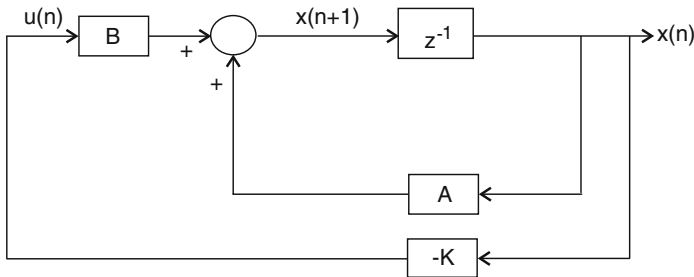 u(n)
B
+
+
x(n+1)
z-1
x(n)
A
-K